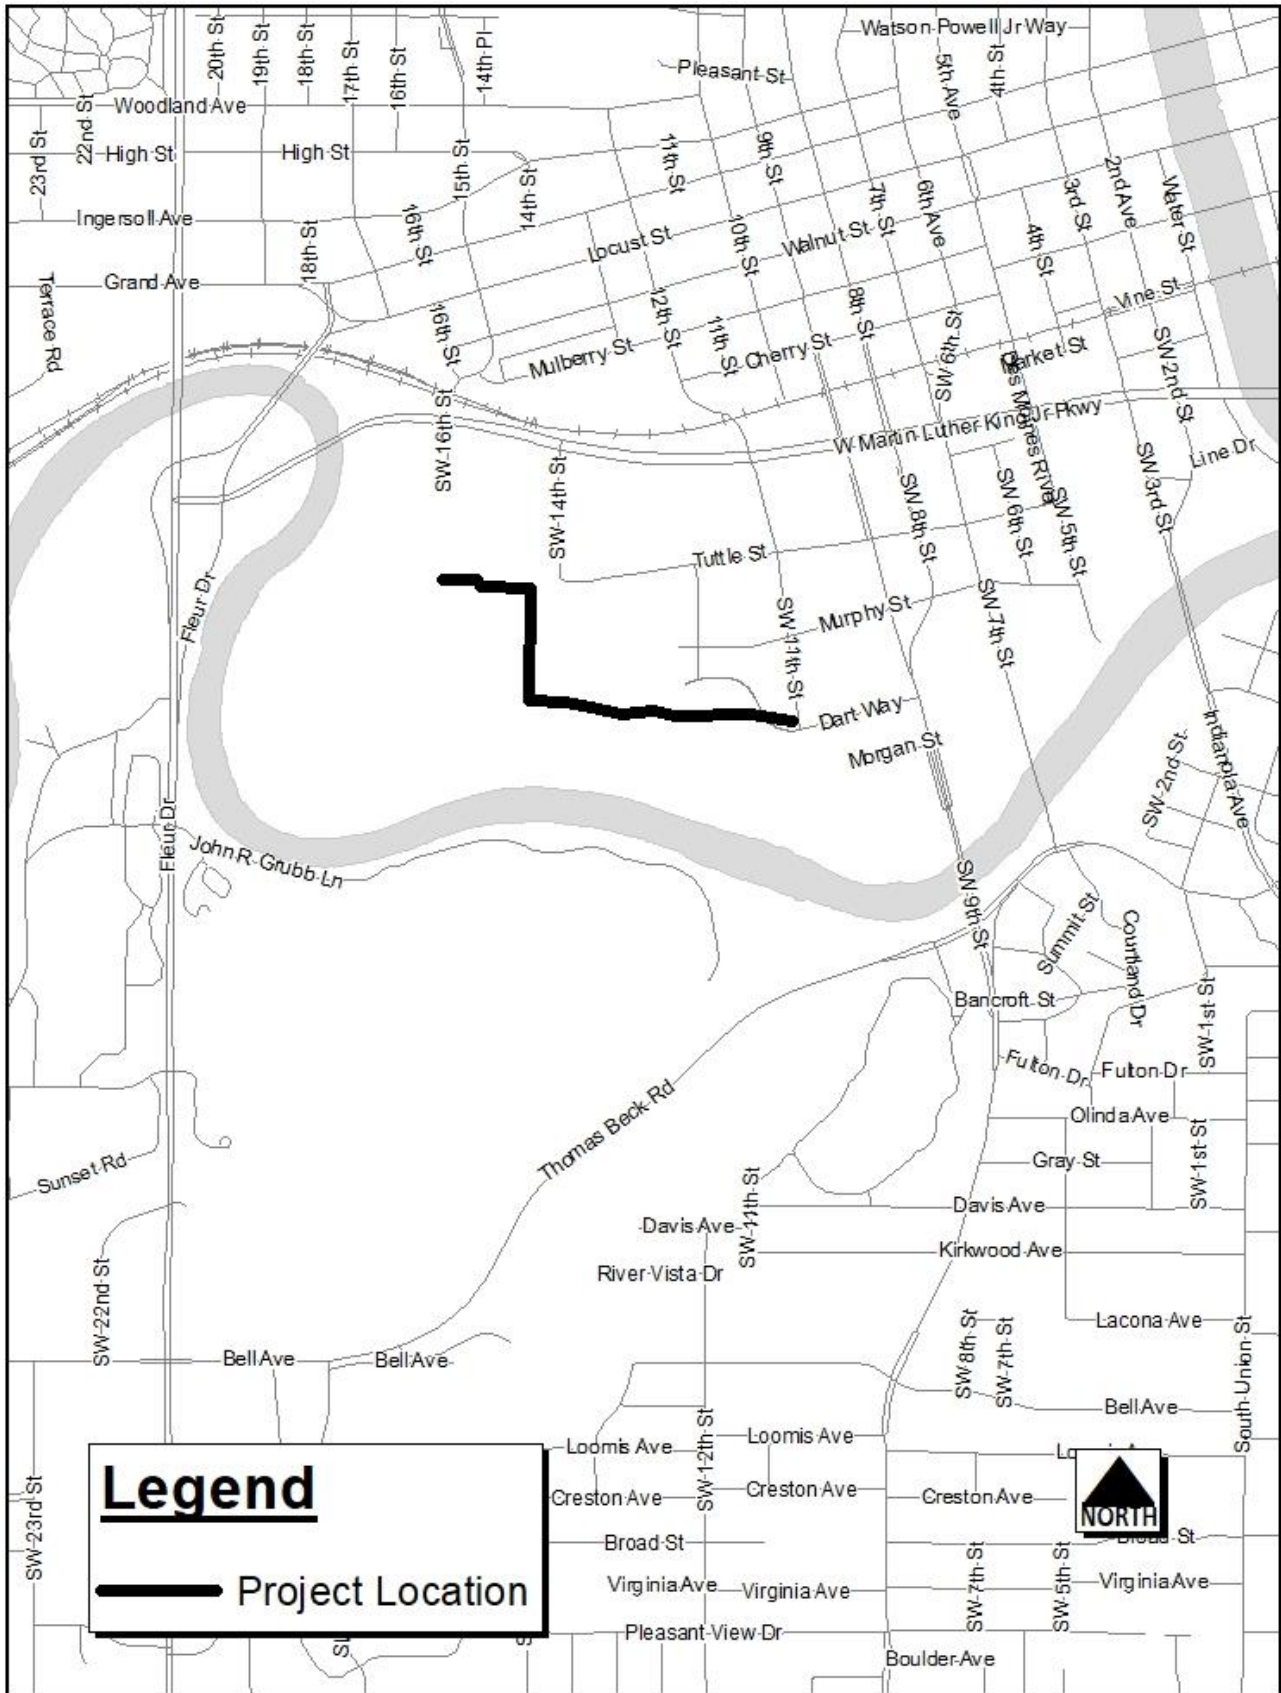 Watson Powell Jr Way
20th St
19th St
18th St
17th St
16th St
14th Pl
Pleasant St
5th Ave
4th St
Woodland Ave
22nd St
23rd St
High St
High St
15th St
14th St
11th St
9th St
Ingersoll Ave
18th St
16th St
Locust St
10th St
Walnut St
7th St
6th Ave
4th St
3rd St
2nd Ave
Water St
Grand Ave
Terrace Rd
16th St
Mulberry St
12th St
11th St
Cherry St
8th St
SW 6th St
Vine St
Market St
SW 2nd St
Des Moines River
SW 16th St
W Martin Luther King Jr Pkwy
Line Dr
SW 14th St
SW 8th St
SW 6th St
SW 5th St
SW 3rd St
Tuttle St
Fleur Dr
SW 11th St
Murphy St
SW 7th St
Dart Way
Morgan St
Indianola Ave
SW 2nd St
Fleur Dr
John R Grubb Ln
SW 9th St
Summit St
Courtland Dr
Bancroft St
SW 1st St
Fulton Dr
Fulton Dr
Thomas Beck Rd
Olinda Ave
Gray St
SW 1st St
Sunset Rd
SW 11th St
Davis Ave
Davis Ave
Kirkwood Ave
River Vista Dr
SW 22nd St
SW 8th St
SW 7th St
Lacona Ave
South Union St
Bell Ave
Bell Ave
Bell Ave
SW 12th St
Loomis Ave
Loomis Ave
Legend
SW 23rd St
Creston Ave
Creston Ave
Creston Ave
NORTH
Broad St
St
Project Location
Virginia Ave
Virginia Ave
SW 7th St
SW 5th St
Virginia Ave
Pleasant View Dr
Boulder Ave